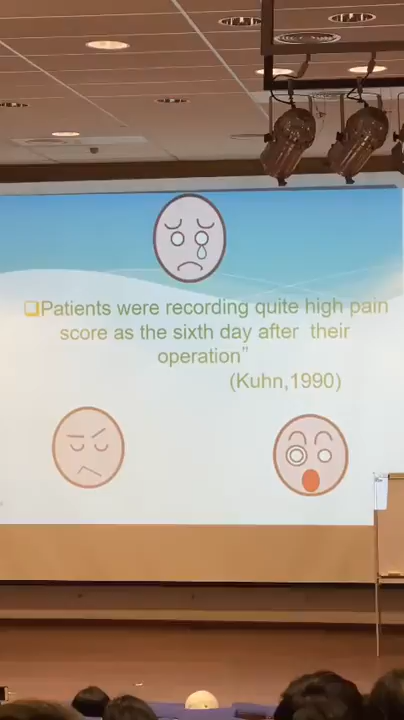 Patients were recording quite high pain
score as the sixth day after their
operation”
(Kuhn,1990)